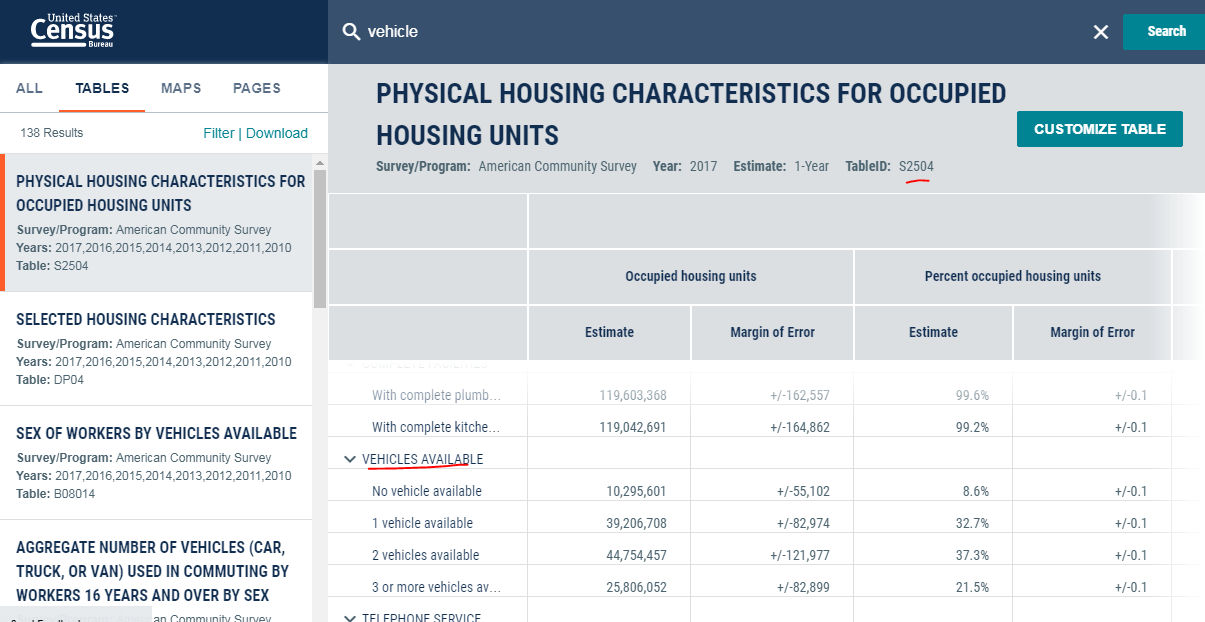 United States
Census
Bureau
vehicle
Search
ALL TABLES MAPS PAGES
138 Results Filter | Download
PHYSICAL HOUSING CHARACTERISTICS FOR
OCCUPIED HOUSING UNITS
Survey/Program: American Community Survey
Years: 2017,2016,2015,2014,2013,2012,2011,2010
Table: S2504
SELECTED HOUSING CHARACTERISTICS
Survey/Program: American Community Survey
Years: 2017,2016,2015,2014,2013,2012,2011,2010
Table: DP04
SEX OF WORKERS BY VEHICLES AVAILABLE
Survey/Program: American Community Survey
Years: 2017,2016,2015,2014,2013,2012,2011,2010
Table: B08014
AGGREGATE NUMBER OF VEHICLES (CAR,
TRUCK, OR VAN) USED IN COMMUTING BY
WORKERS 16 YEARS AND OVER BY SEX
an Community Survey
PHYSICAL HOUSING CHARACTERISTICS FOR OCCUPIED
HOUSING UNITS
CUSTOMIZE TABLE
Survey/Program: American Community Survey Year: 2017 Estimate: 1-Year TableID: S2504
Occupied housing units Percent occupied housing units
Estimate Margin of Error Estimate Margin of Error
COMPLETE FACILITIES
With complete plumb... 119,603,368 +/-162,557 99.6% +/-0.1
With complete kitche... 119,042,691 +/-164,862 99.2% +/-0.1
VEHICLES AVAILABLE
No vehicle available 10,295,601 +/-55,102 8.6% +/-0.1
1 vehicle available 39,206,708 +/-82,974 32.7% +/-0.1
2 vehicles available 44,754,457 +/-121,977 37.3% +/-0.1
3 or more vehicles av... 25,806,052 +/-82,899 21.5% +/-0.1
TELEPHONE SERVICE